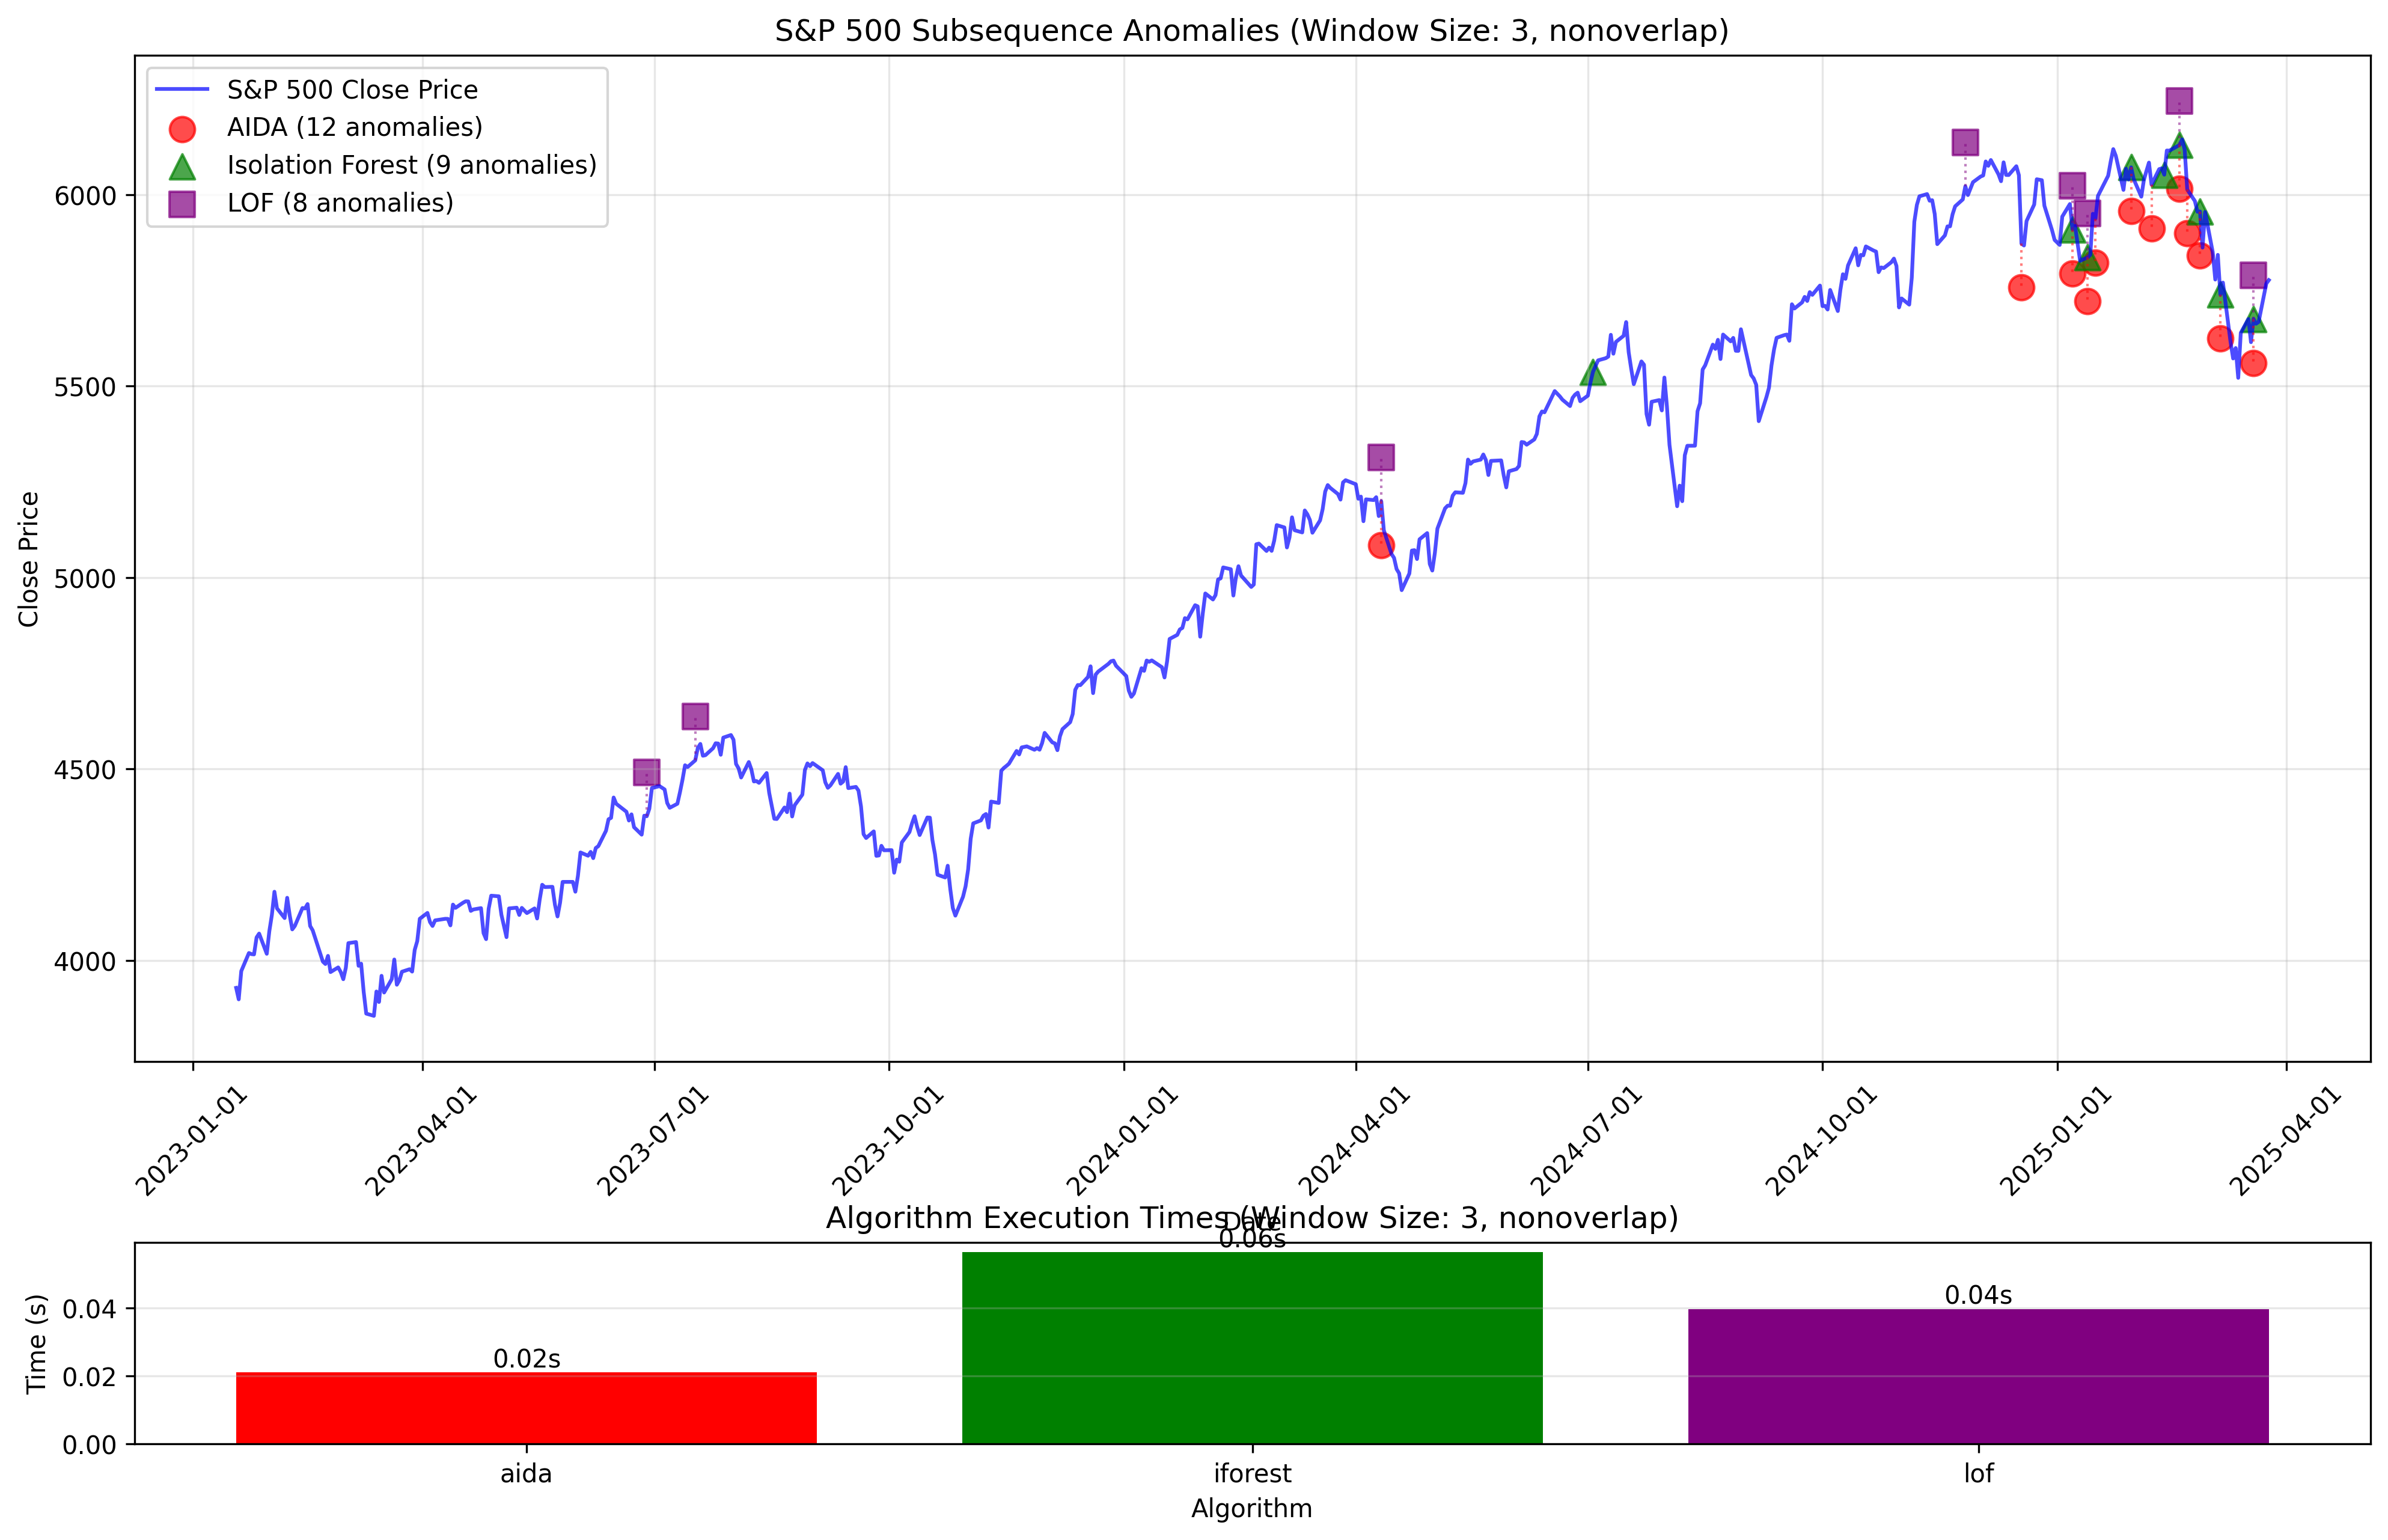 S&P 500 Subsequence Anomalies (Window Size: 3, nonoverlap)
S&P 500 Close Price
AIDA (12 anomalies)
Isolation Forest (9 anomalies)
LOF (8 anomalies)
Close Price
6000
5500
5000
4500
4000
2023-01-01
2023-04-01
2023-07-01
2023-10-01
2024-01-01
2024-04-01
2024-07-01
2024-10-01
2025-01-01
2025-04-01
Date
Algorithm Execution Times (Window Size: 3, nonoverlap)
Time (s)
0.04
0.02
0.00
0.02s
0.06s
0.04s
aida
iforest
lof
Algorithm